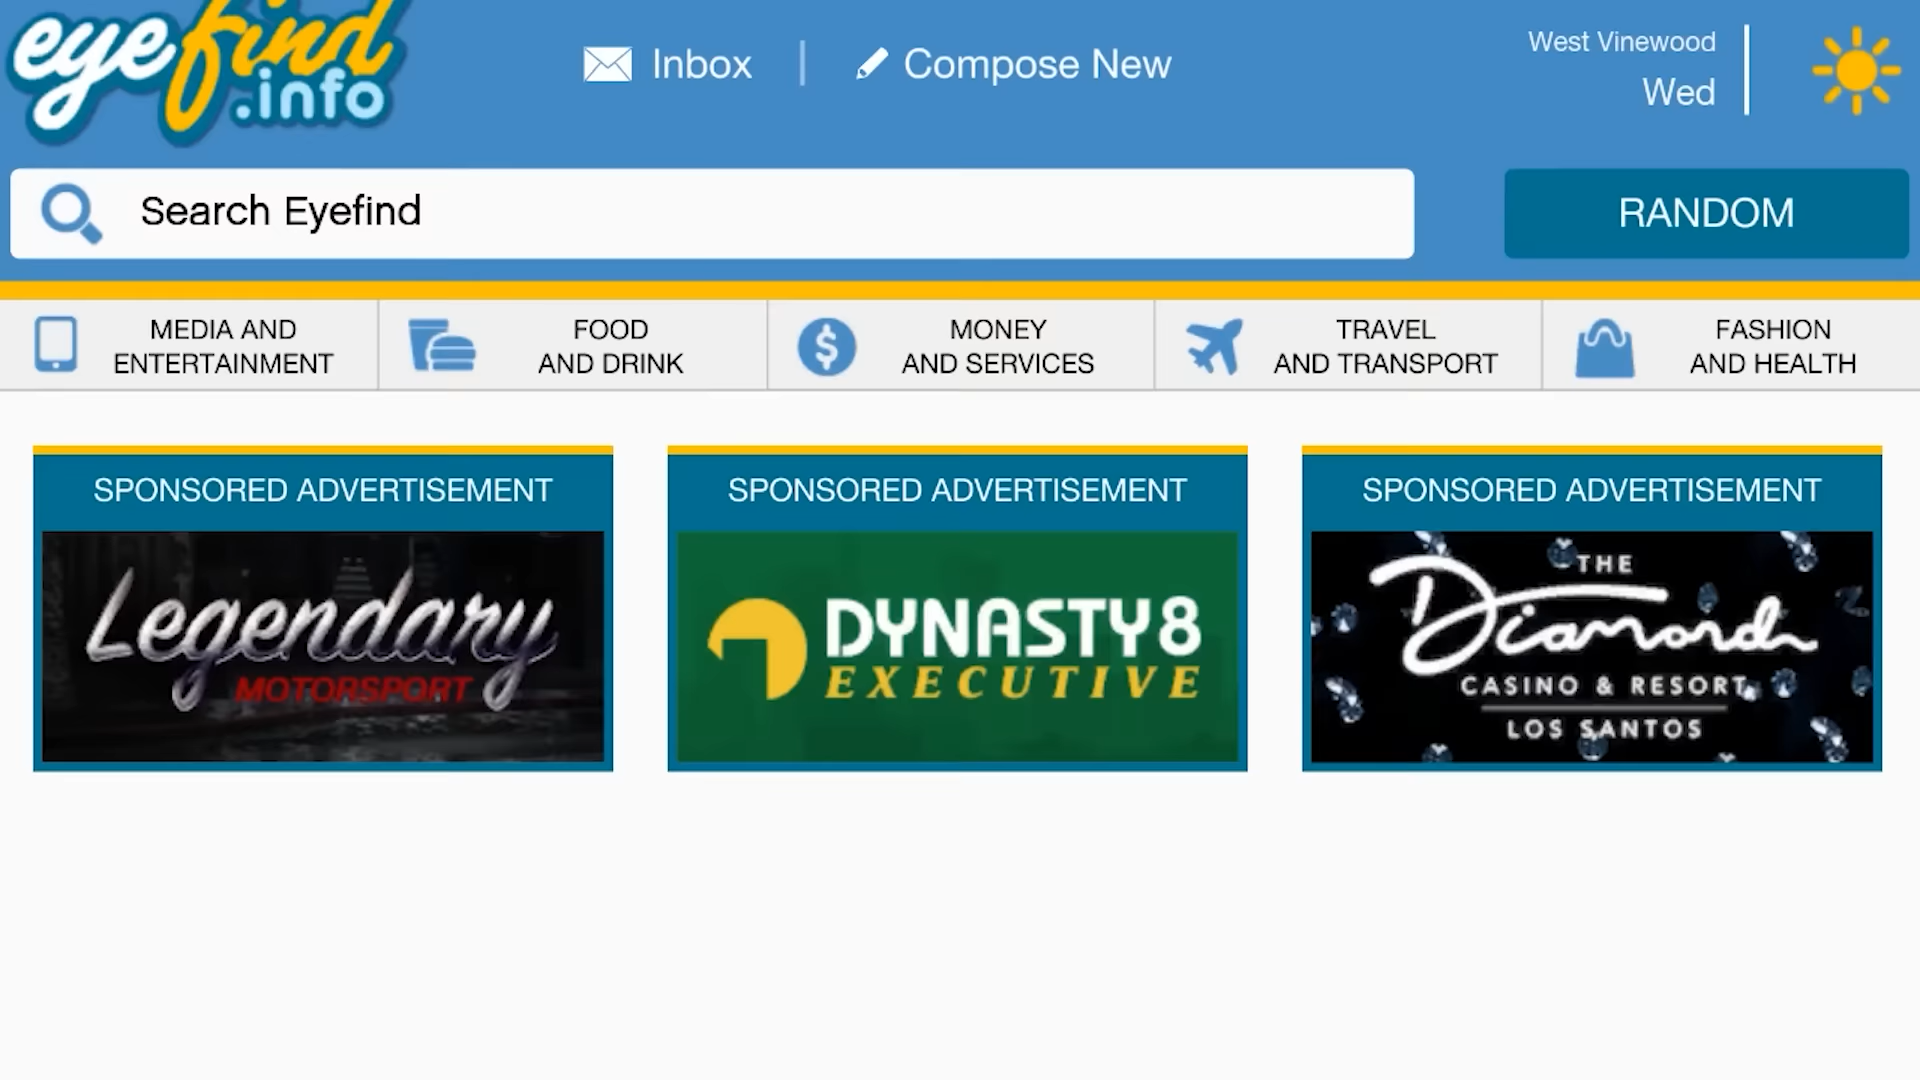 eyefind
.info
Inbox
Compose New
West Vinewood
Wed
Search Eyefind
RANDOM
MEDIA AND
ENTERTAINMENT
FOOD
AND DRINK
MONEY
AND SERVICES
TRAVEL
AND TRANSPORT
FASHION
AND HEALTH
SPONSORED ADVERTISEMENT
Legendary
MOTORSPORT
SPONSORED ADVERTISEMENT
DYNASTY8
EXECUTIVE
SPONSORED ADVERTISEMENT
THE
Diamond
CASINO & RESORT
LOS SANTOS